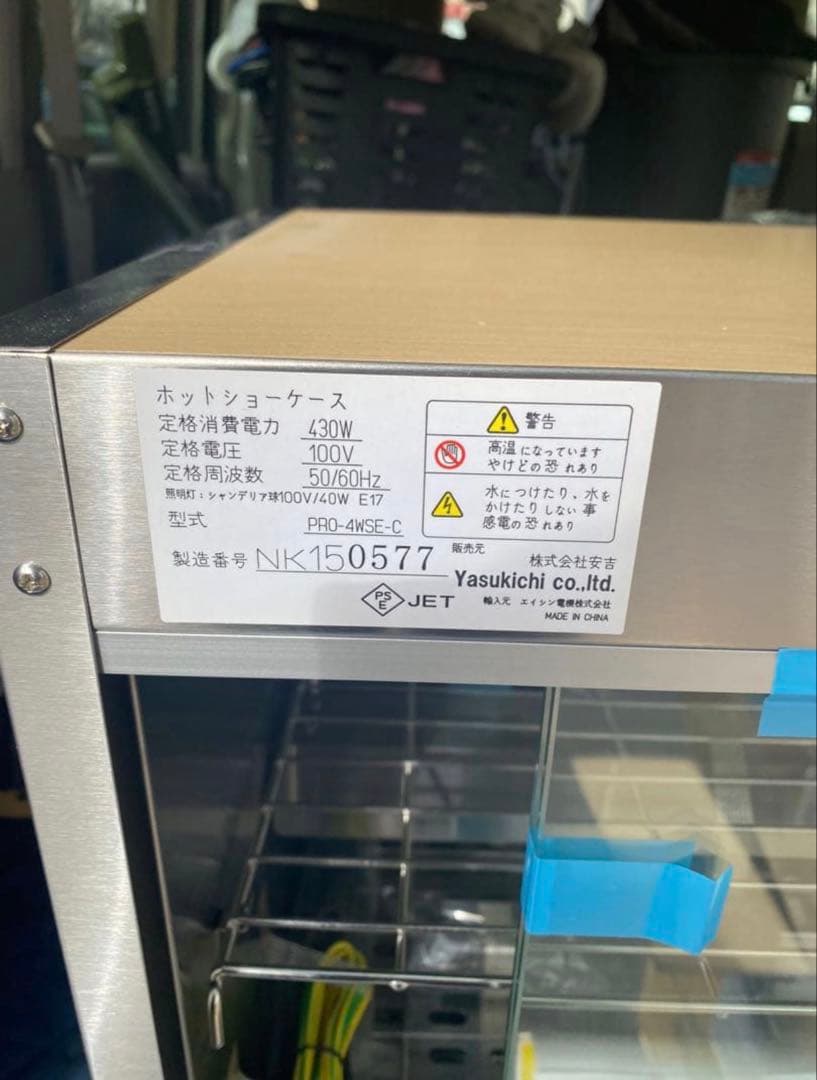 ホットショーケース
定格消費電力 430W
定格電圧 100V
定格周波数 50/60Hz
照明灯:シャンデリア球100V/40W E17
型式 PRO-4WSE-C
製造番号 NK150577
PSE JET
警告
高温になっています
やけどの恐れあり
水につけたり、水を
かけたりしない事
感電の恐れあり
販売元 株式会社安吉
Yasukichi co.,ltd.
輸入元 エイシン電機株式会社
MADE IN CHINA